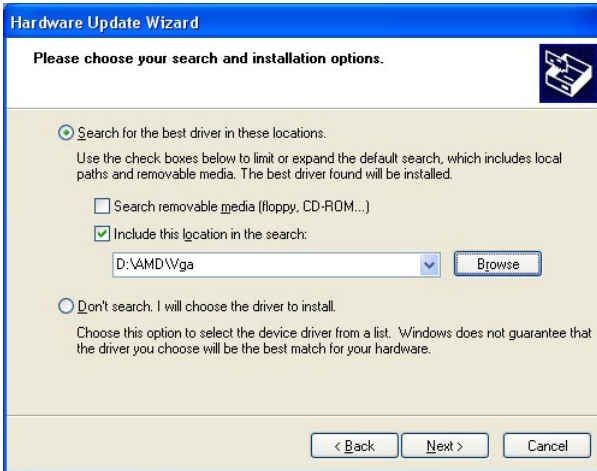 Hardware Update Wizard
Please choose your search and installation options.
Search for the best driver in these locations.
Use the check boxes below to limit or expand the default search, which includes local
paths and removable media. The best driver found will be installed.
Search removable media (floppy, CD-ROM...)
Include this location in the search:
D:\AMD\Vga
Browse
Don't search. I will choose the driver to install.
Choose this option to select the device driver from a list. Windows does not guarantee that
the driver you choose will be the best match for your hardware.
< Back
Next >
Cancel